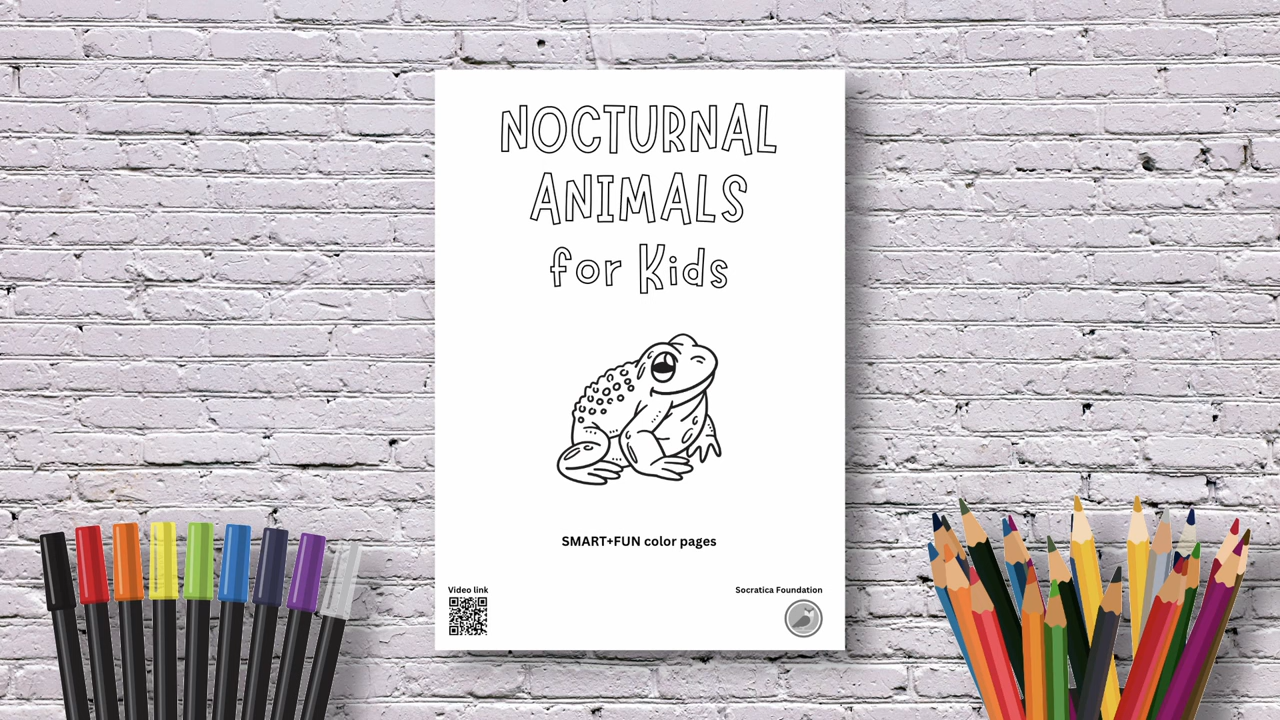 NOCTURNAL
ANIMALS
for Kids
SMART+FUN color pages
Video link
Socratica Foundation